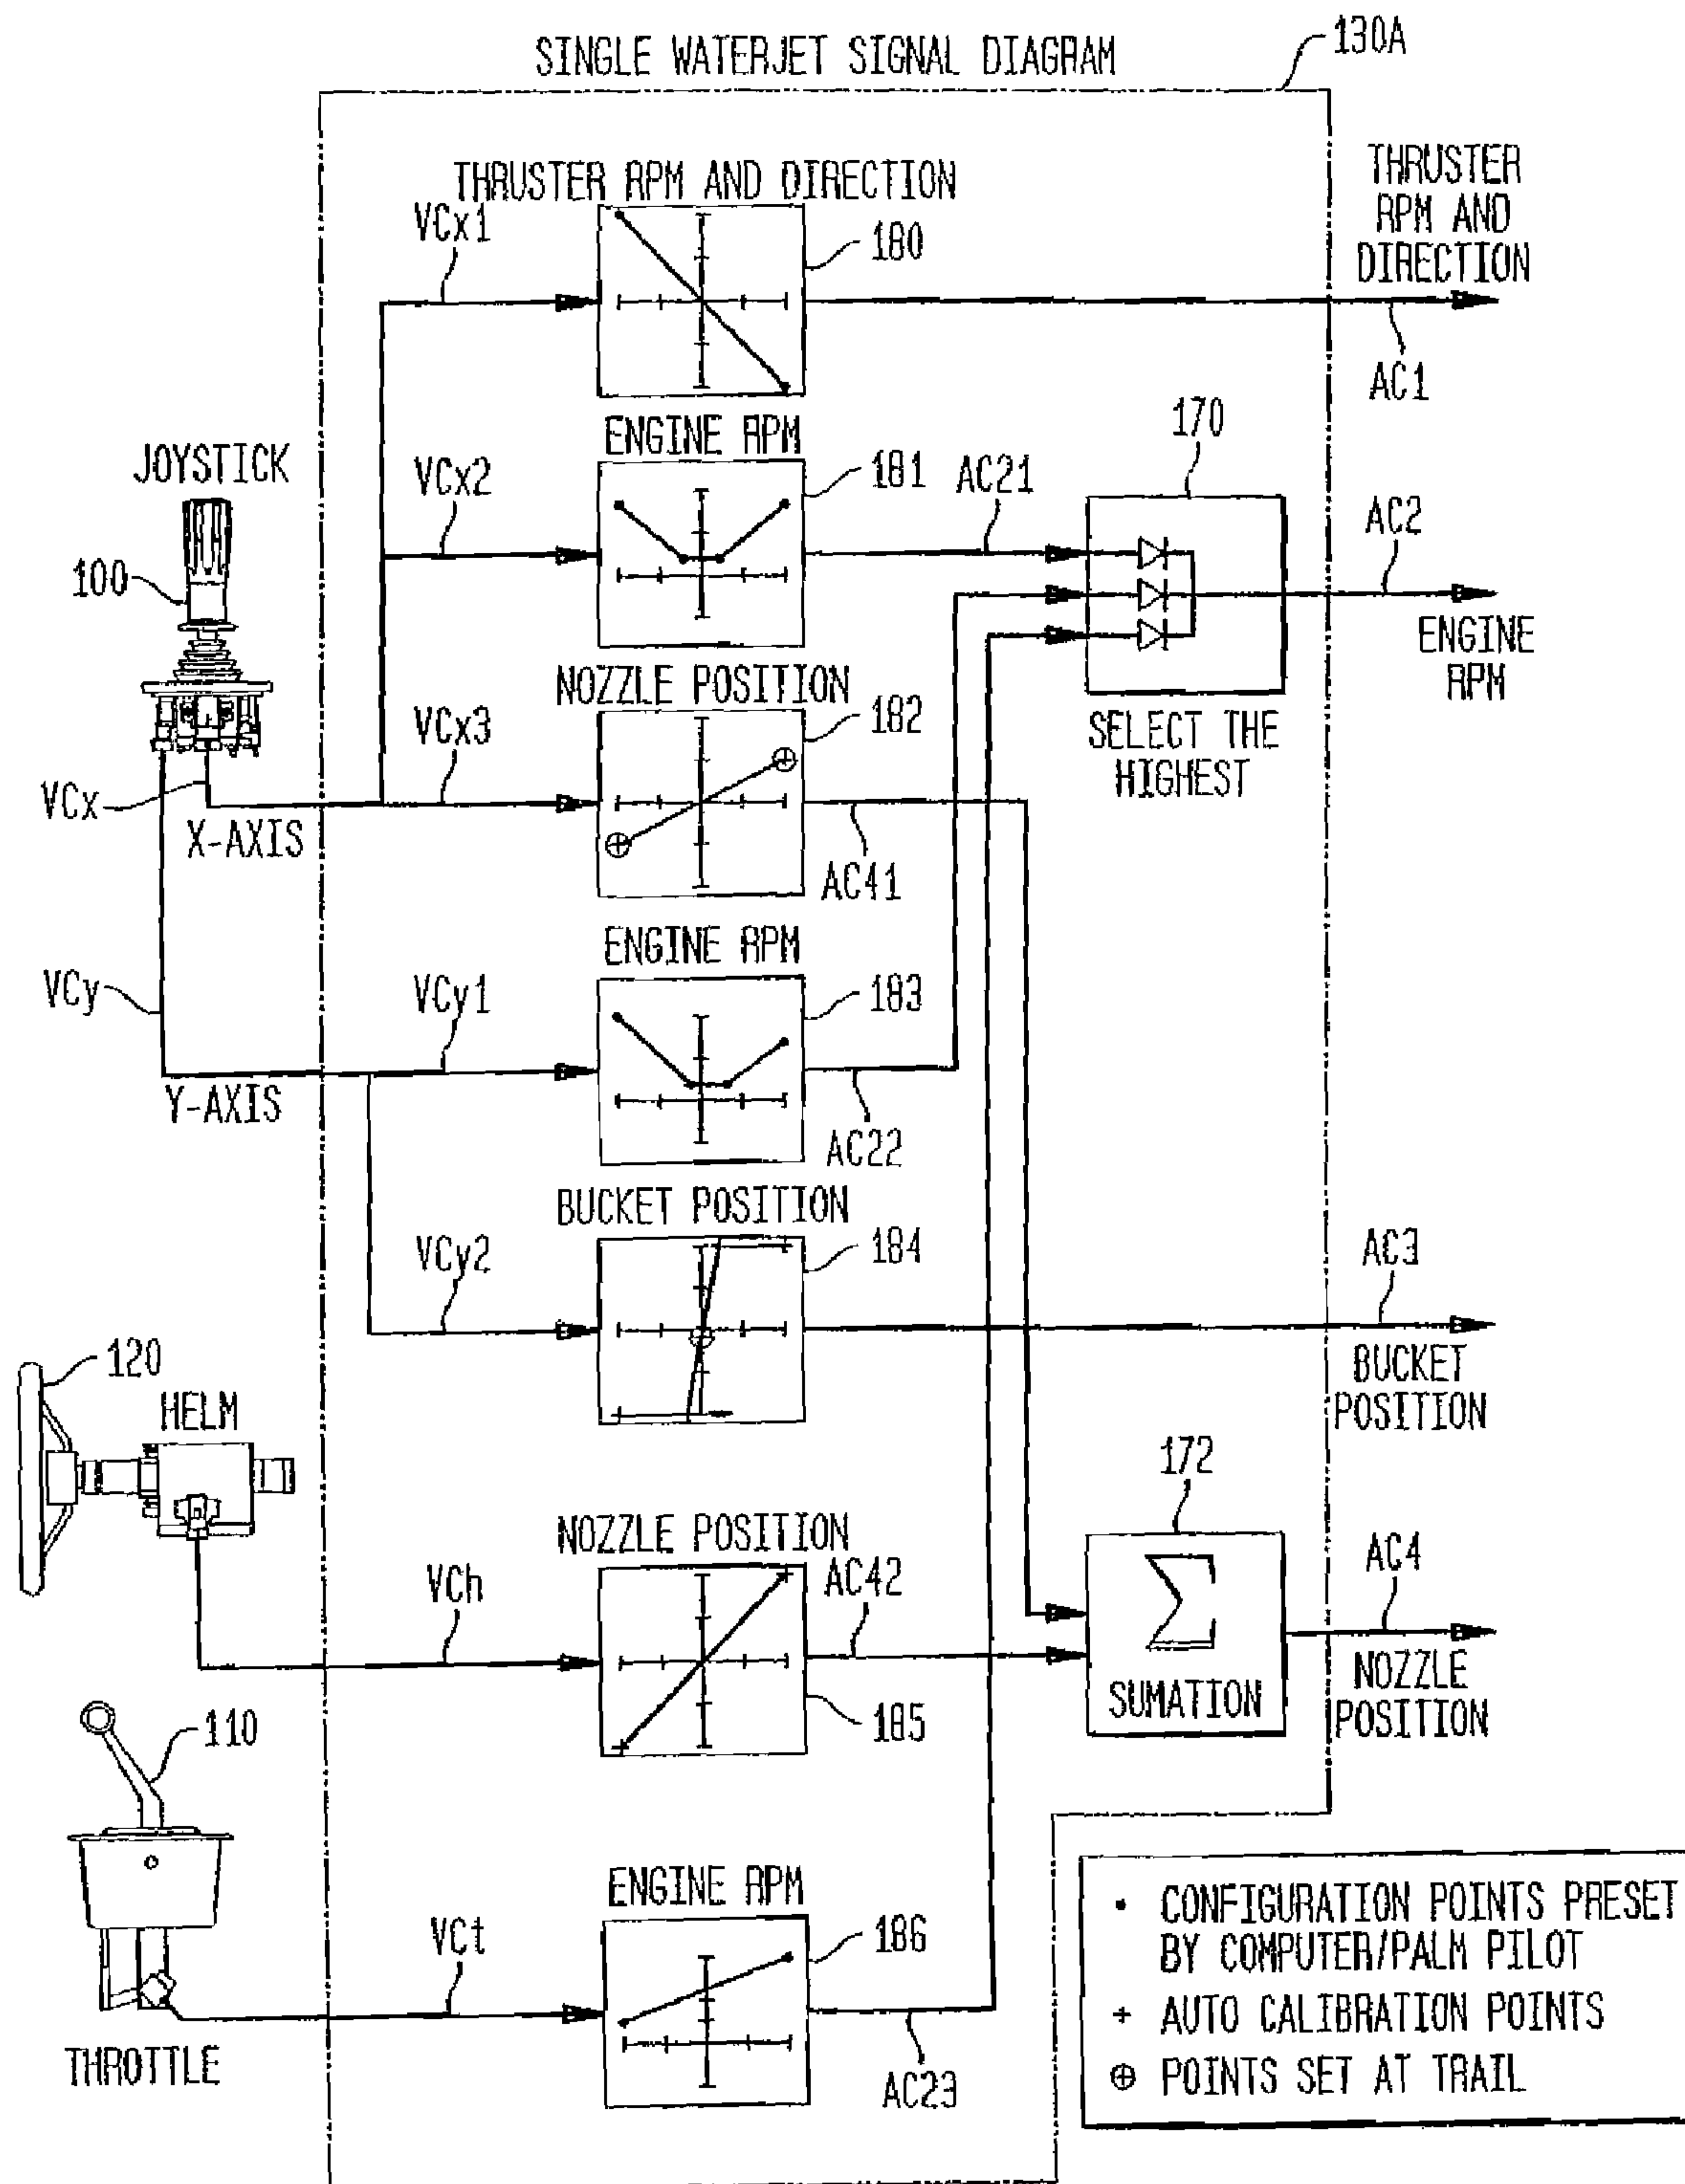 SINGLE WATERJET SIGNAL DIAGRAM
130A
THRUSTER RPM AND DIRECTION
VCx1
180
THRUSTER
RPM AND
DIRECTION
AC1
ENGINE RPM
JOYSTICK
100
VCx2
181
AC21
170
AC2
ENGINE
RPM
SELECT THE
HIGHEST
NOZZLE POSITION
VCx3
182
VCx
X-AXIS
AC41
ENGINE RPM
VCy
VCy1
183
Y-AXIS
AC22
BUCKET POSITION
VCy2
184
AC3
BUCKET
POSITION
120
HELM
172
NOZZLE POSITION
VCh
AC42
185
Σ
SUMATION
AC4
NOZZLE
POSITION
110
ENGINE RPM
VCt
186
THROTTLE
AC23
• CONFIGURATION POINTS PRESET
BY COMPUTER/PALM PILOT
+ AUTO CALIBRATION POINTS
⊕ POINTS SET AT TRAIL